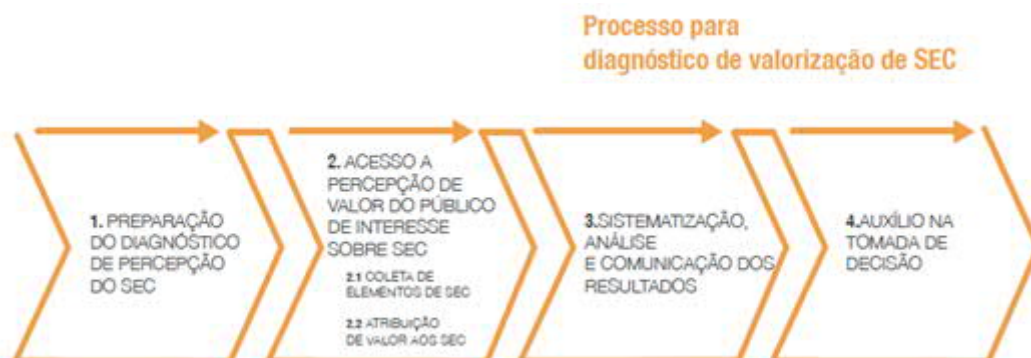 Processo para
diagnóstico de valorização de SEC
1. PREPARAÇÃO
DO DIAGNÓSTICO
DE PERCEPÇÃO
DO SEC
2. ACESSO A
PERCEPÇÃO DE
VALOR DO PÚBLICO
DE INTERESSE
SOBRE SEC
2.1 COLETA DE
ELEMENTOS DE SEC
2.2 ATRIBUIÇÃO
DE VALOR AOS SEC
3.SISTEMATIZAÇÃO,
ANÁLISE
E COMUNICAÇÃO DOS
RESULTADOS
4.AUXÍLIO NA
TOMADA DE
DECISÃO